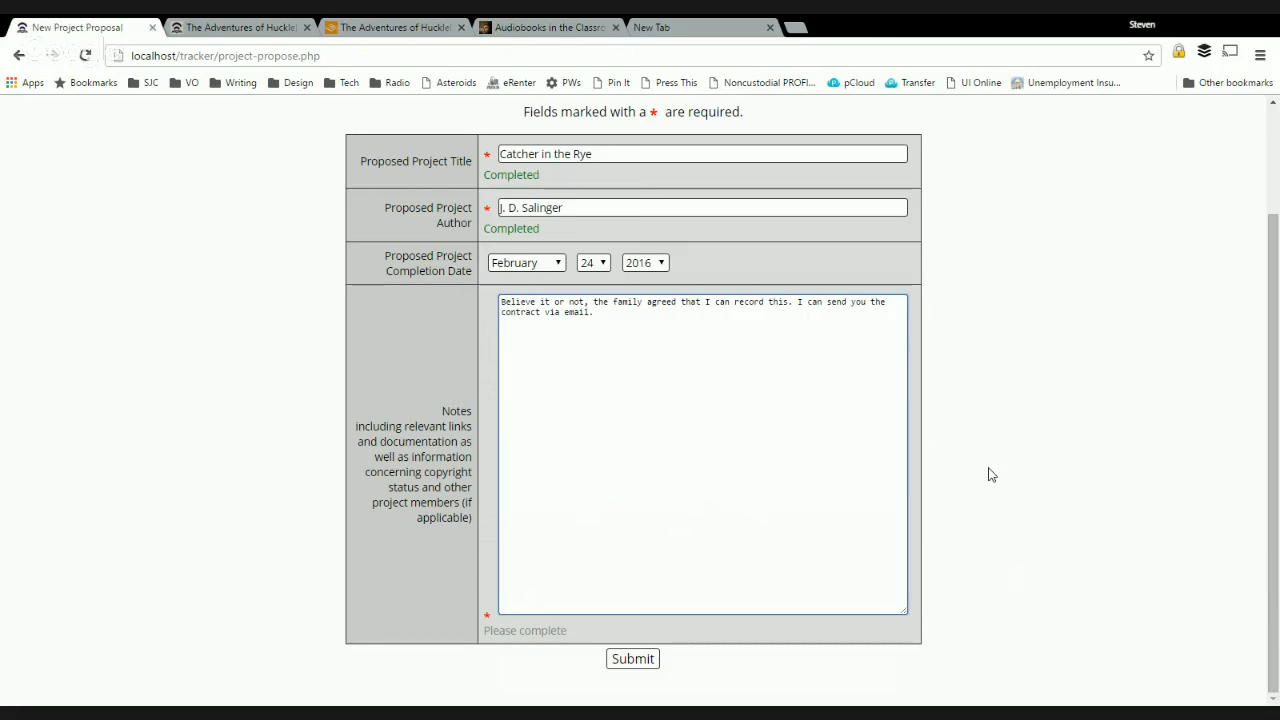 Steven
New Project Proposal
The Adventures of Huckle
The Adventures of Huckle
Audiobooks in the Classro
New Tab
localhost/tracker/project-propose.php
Apps
Bookmarks
SJC
VO
Writing
Design
Tech
Radio
Asteroids
eRenter
PWs
Pin It
Press This
Noncustodial PROFI...
pCloud
Transfer
UI Online
Unemployment Insu...
Other bookmarks
Fields marked with a * are required.
Proposed Project Title
* Catcher in the Rye
Completed
Proposed Project
Author
* J. D. Salinger
Completed
Proposed Project
Completion Date
February 24 2016
Notes
including relevant links
and documentation as
well as information
concerning copyright
status and other
project members (if
applicable)
Believe it or not, the family agreed that I can record this. I can send you the
contract via email.
*
Please complete
Submit